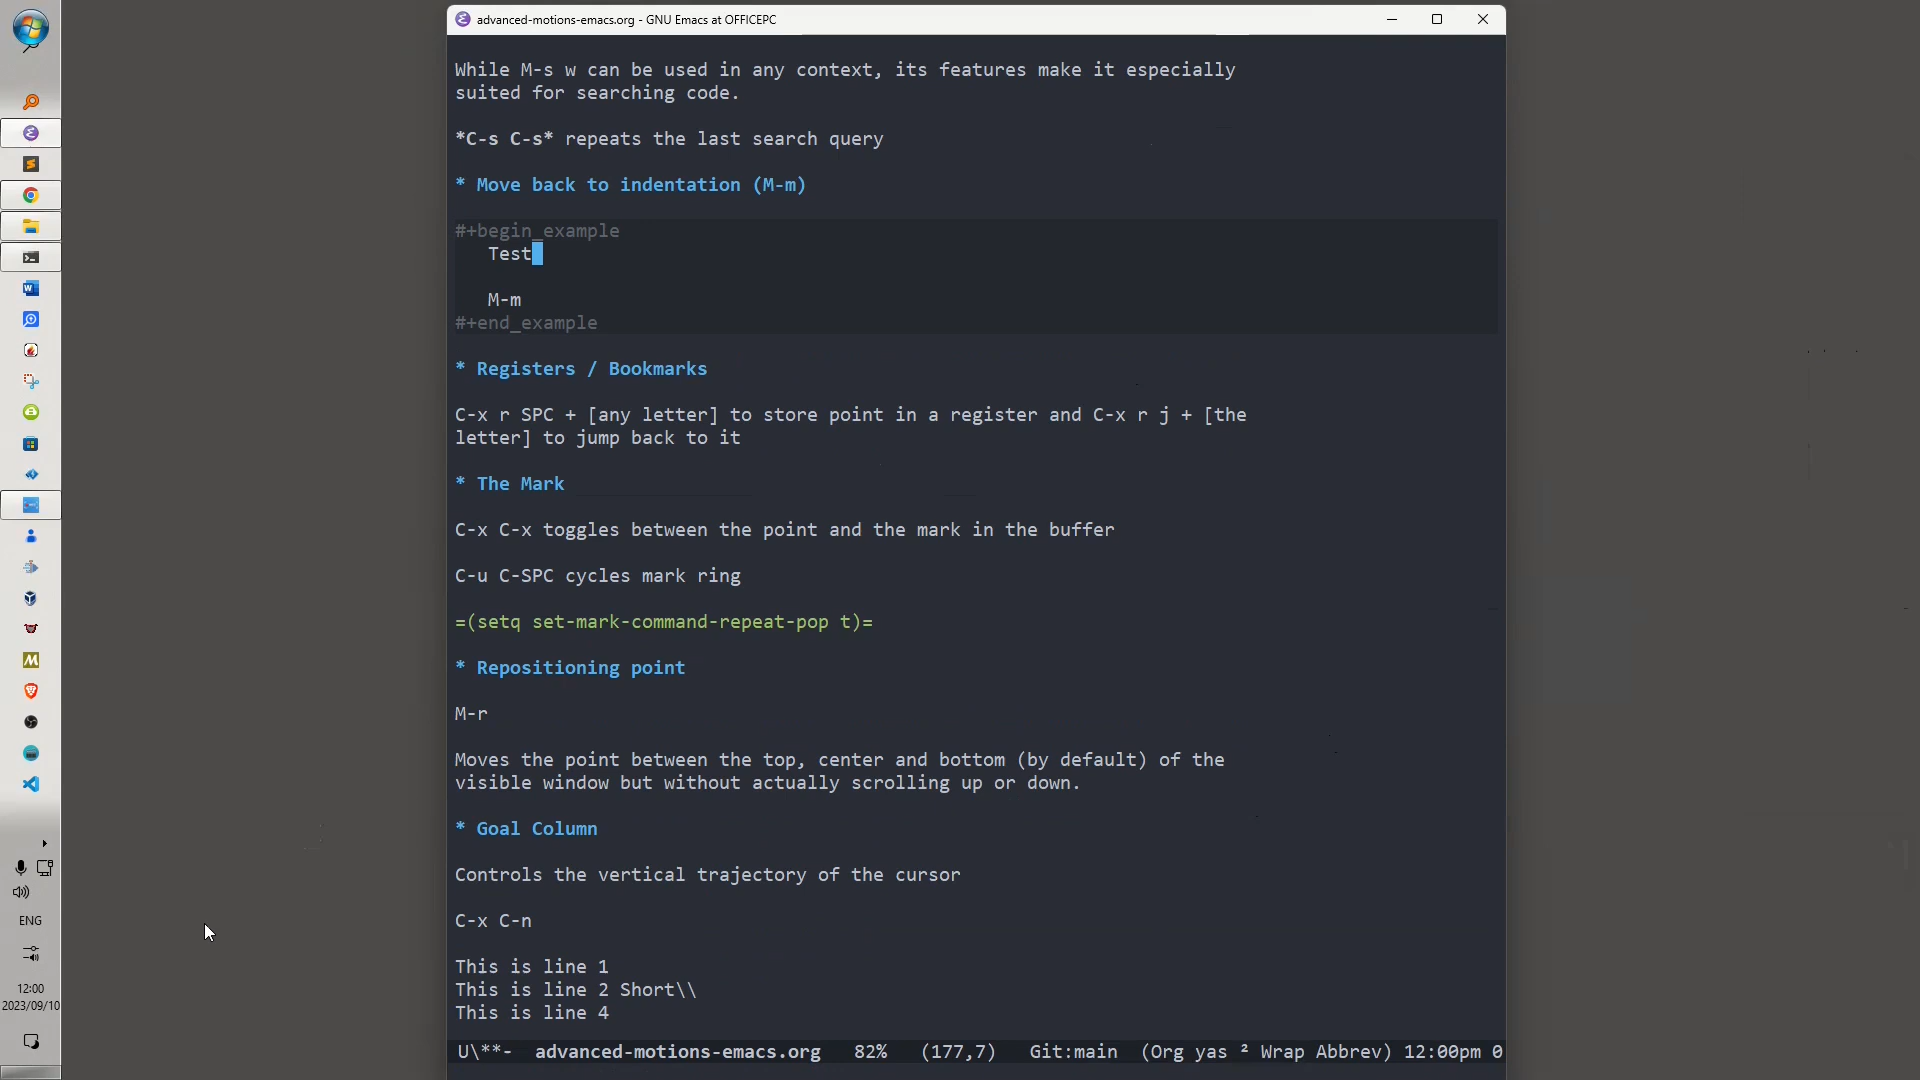 advanced-motions-emacs.org - GNU Emacs at OFFICEPC
While M-s w can be used in any context, its features make it especially
suited for searching code.
*C-s C-s* repeats the last search query
* Move back to indentation (M-m)
#+begin_example
Test
M-m
#+end_example
* Registers / Bookmarks
C-x r SPC + [any letter] to store point in a register and C-x r j + [the
letter] to jump back to it
* The Mark
C-x C-x toggles between the point and the mark in the buffer
C-u C-SPC cycles mark ring
=(setq set-mark-command-repeat-pop t)=
* Repositioning point
M-r
Moves the point between the top, center and bottom (by default) of the
visible window but without actually scrolling up or down.
* Goal Column
Controls the vertical trajectory of the cursor
C-x C-n
This is line 1
This is line 2 Short\\
This is line 4
U\**-  advanced-motions-emacs.org   82%   (177,7)   Git:main  (Org yas ² Wrap Abbrev) 12:00pm 0
ENG
12:00
2023/09/10